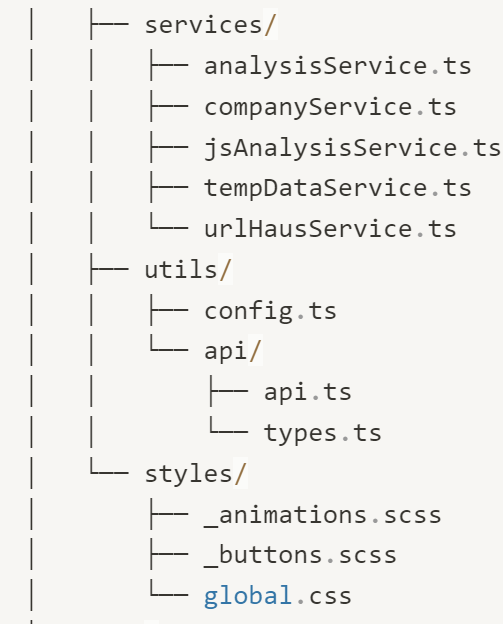 │   ├── services/
│   │   ├── analysisService.ts
│   │   ├── companyService.ts
│   │   ├── jsAnalysisService.ts
│   │   ├── tempDataService.ts
│   │   └── urlHausService.ts
│   ├── utils/
│   │   ├── config.ts
│   │   └── api/
│   │       ├── api.ts
│   │       └── types.ts
│   └── styles/
│       ├── _animations.scss
│       ├── _buttons.scss
│       └── global.css